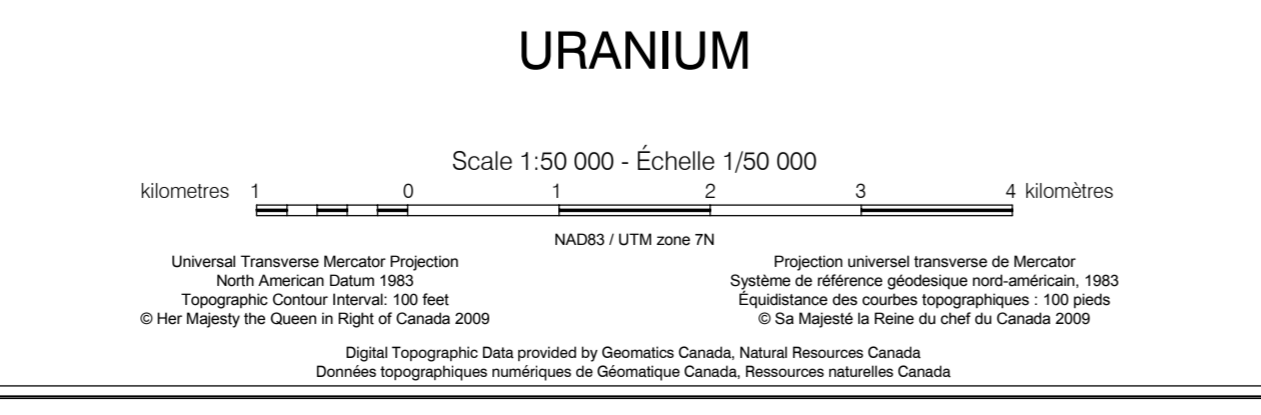 URANIUM
Scale 1:50 000 - Échelle 1/50 000
kilometres 1 0 1 2 3 4 kilomètres
NAD83 / UTM zone 7N
Universal Transverse Mercator Projection
North American Datum 1983
Topographic Contour Interval: 100 feet
© Her Majesty the Queen in Right of Canada 2009
Projection universel transverse de Mercator
Système de référence géodesique nord-américain, 1983
Équidistance des courbes topographiques : 100 pieds
© Sa Majesté la Reine du chef du Canada 2009
Digital Topographic Data provided by Geomatics Canada, Natural Resources Canada
Données topographiques numériques de Géomatique Canada, Ressources naturelles Canada